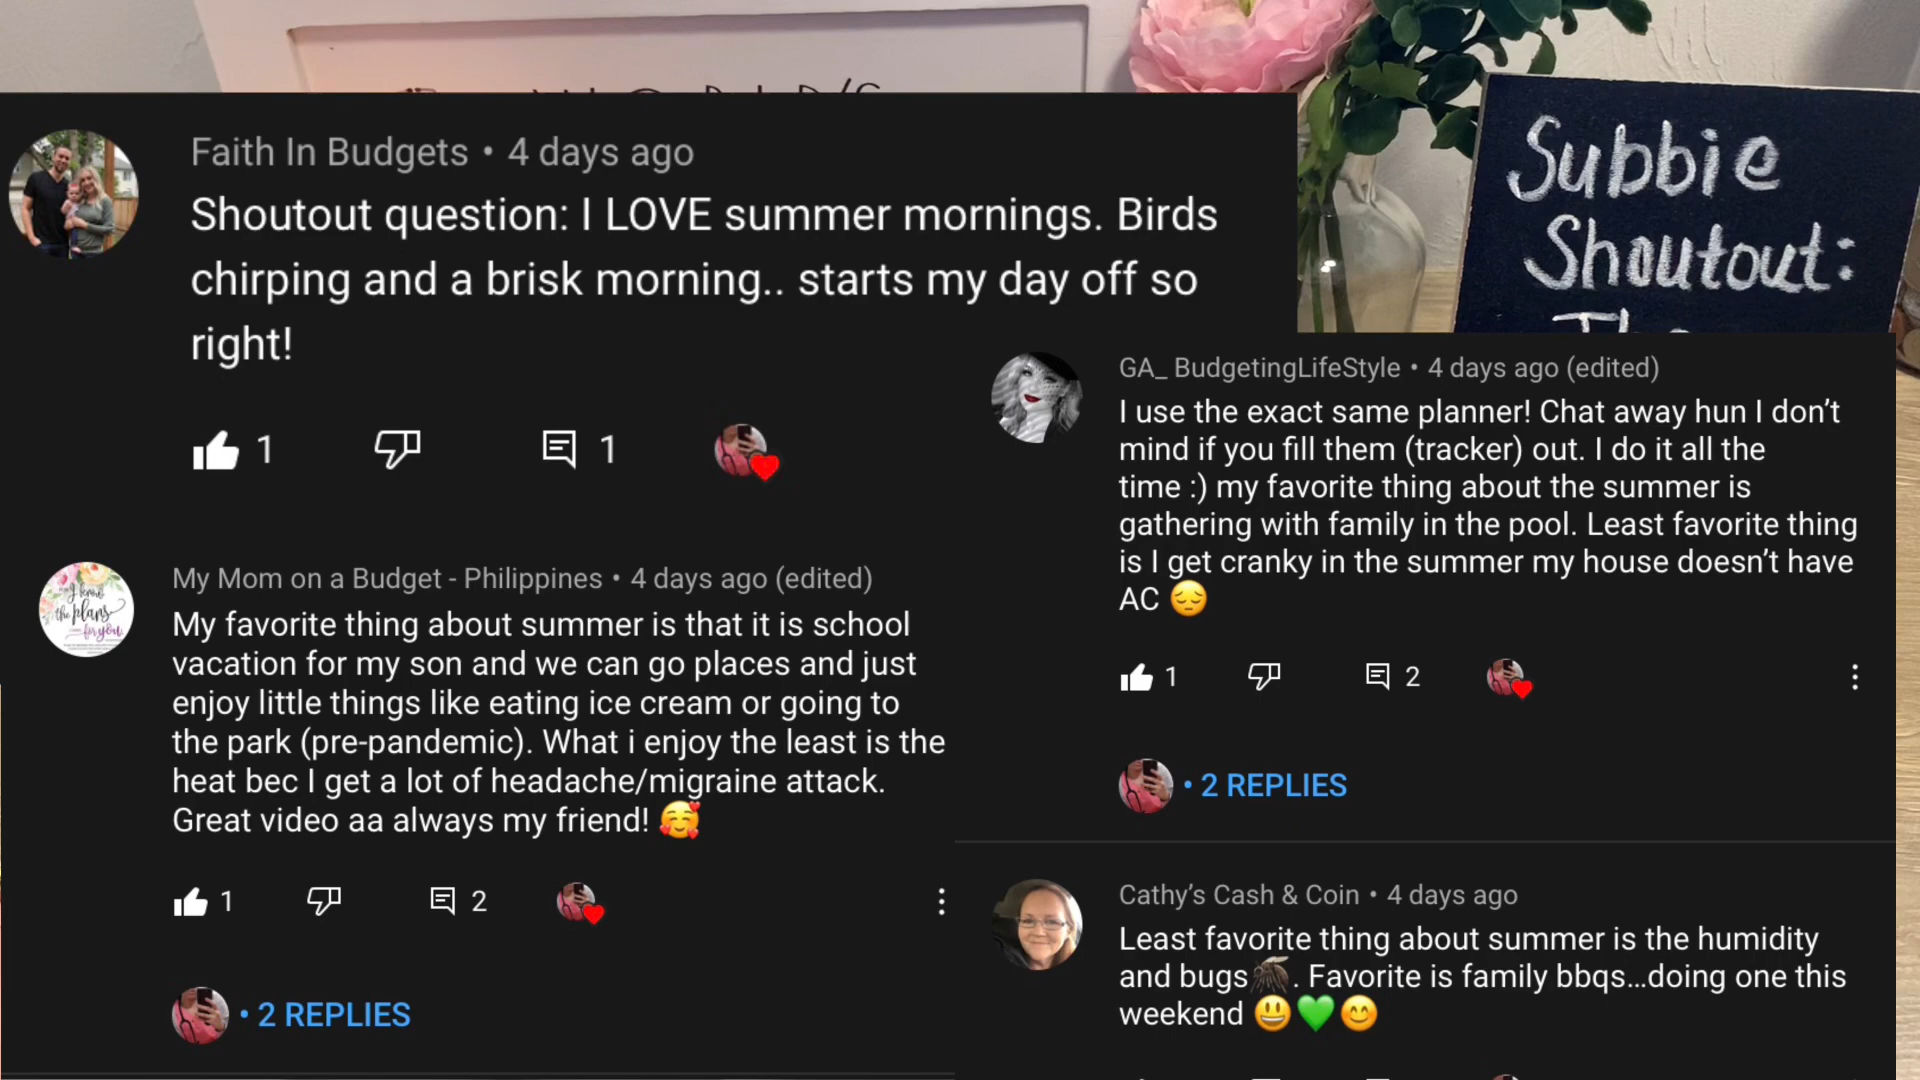 Subbie
Shoutout:
Faith In Budgets • 4 days ago
Shoutout question: I LOVE summer mornings. Birds
chirping and a brisk morning.. starts my day off so
right!
1
1
My Mom on a Budget - Philippines • 4 days ago (edited)
My favorite thing about summer is that it is school
vacation for my son and we can go places and just
enjoy little things like eating ice cream or going to
the park (pre-pandemic). What i enjoy the least is the
heat bec I get a lot of headache/migraine attack.
Great video aa always my friend! 🥰
1
2
• 2 REPLIES
GA_ BudgetingLifeStyle • 4 days ago (edited)
I use the exact same planner! Chat away hun I don’t
mind if you fill them (tracker) out. I do it all the
time :) my favorite thing about the summer is
gathering with family in the pool. Least favorite thing
is I get cranky in the summer my house doesn’t have
AC 😔
1
2
• 2 REPLIES
Cathy’s Cash & Coin • 4 days ago
Least favorite thing about summer is the humidity
and bugs🪰. Favorite is family bbqs...doing one this
weekend 😃💚😊